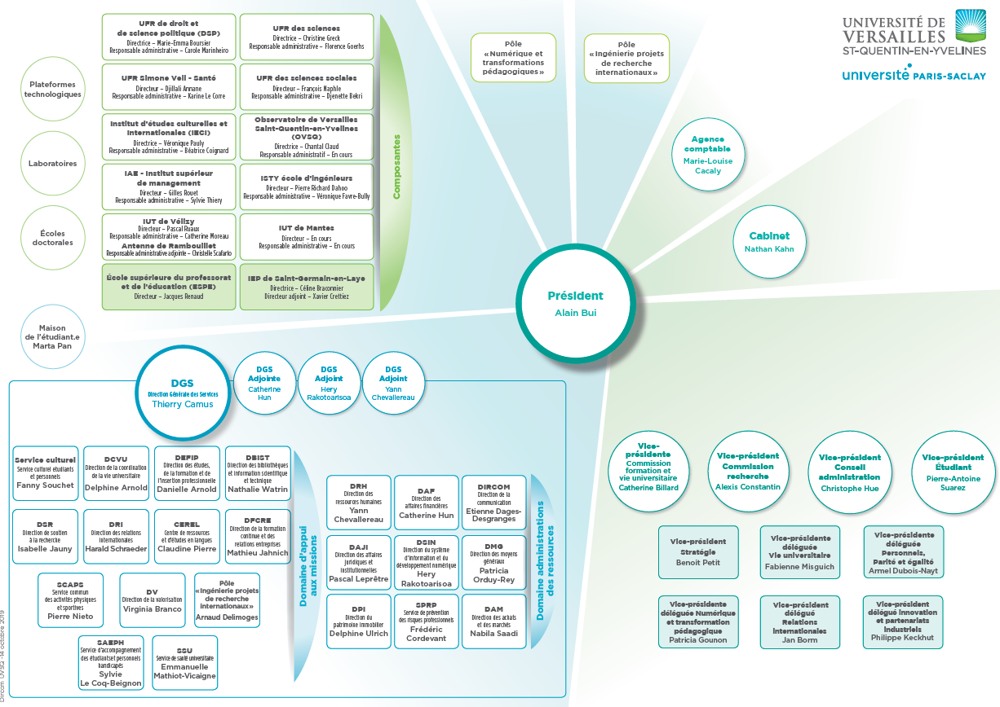 UNIVERSITÉ DE
VERSAILLES
ST-QUENTIN-EN-YVELINES
université PARIS-SACLAY
Plateformes
technologiques
Laboratoires
Écoles
doctorales
Maison
de l'étudiant.e
Marta Pan
UFR de droit et
de science politique (DSP)
Directrice – Marie-Emma Boursier
Responsable administrative – Carole Marinheiro
UFR des sciences
Directrice – Christine Greck
Responsable administrative – Florence Goerhs
UFR Simone Veil - Santé
Directeur – Djillali Annane
Responsable administrative – Karine Le Corre
UFR des sciences sociales
Directeur – François Naphle
Responsable administrative – Djenette Bekri
Institut d'études culturelles et
internationales (IECI)
Directrice – Véronique Pauly
Responsable administrative – Béatrice Coignard
Observatoire de Versailles
Saint-Quentin-en-Yvelines
(OVSQ)
Directrice – Chantal Claud
Responsable administratif – En cours
IAE - Institut supérieur
de management
Directeur – Gilles Rouet
Responsable administrative – Sylvie Thiery
ISTY école d'ingénieurs
Directeur – Pierre Richard Dahoo
Responsable administrative – Véronique Favre-Bully
IUT de Vélizy
Directeur – Pascal Ruaux
Responsable administrative – Catherine Moreau
Antenne de Rambouillet
Responsable administrative adjointe – Christelle Scafarto
IUT de Mantes
Directeur – En cours
Responsable administrative – En cours
École supérieure du professorat
et de l'éducation (ESPE)
Directeur – Jacques Renaud
IEP de Saint-Germain-en-Laye
Directrice – Céline Braconnier
Directeur adjoint – Xavier Crettiez
Composantes
Pôle
«Numérique et
transformations
pédagogiques»
Pôle
«Ingénierie projets
de recherche
internationaux»
Agence
comptable
Marie-Louise
Cacaly
Cabinet
Nathan Kahn
Président
Alain Bui
DGS
Direction Générale des Services
Thierry Camus
DGS
Adjointe
Catherine
Hun
DGS
Adjoint
Hery
Rakotoarisoa
DGS
Adjoint
Yann
Chevallereau
Service culturel
Service culturel étudiants
et personnels
Fanny Souchet
DCVU
Direction de la coordination
de la vie universitaire
Delphine Arnold
DEFIP
Direction des études,
de la formation et de
l'insertion professionnelle
Danielle Arnold
DBIST
Direction des bibliothèques
et information scientifique
et technique
Nathalie Watrin
DSR
Direction de soutien
à la recherche
Isabelle Jauny
DRI
Direction des relations
internationales
Harald Schraeder
CEREL
Centre de ressources
et d'études en langues
Claudine Pierre
DFCRE
Direction de la formation
continue et des
relations entreprises
Mathieu Jahnich
SCAPS
Service commun
des activités physiques
et sportives
Pierre Nieto
DV
Direction de la valorisation
Virginia Branco
Pôle
«Ingénierie projets
de recherche
internationaux»
Arnaud Delimoges
SAEPH
Service d'accompagnement
des étudiants et personnels
handicapés
Sylvie
Le Coq-Beignon
SSU
Service de santé universitaire
Emmanuelle
Mathiot-Vicaigne
Domaine d'appui
aux missions
DRH
Direction des
ressources humaines
Yann
Chevallereau
DAF
Direction des
affaires financières
Catherine Hun
DIRCOM
Direction de la
communication
Etienne Dages-
Desgranges
DAJI
Direction des affaires
juridiques et
institutionnelles
Pascal Leprêtre
DSIN
Direction du système
d'information et du
développement numérique
Hery
Rakotoarisoa
DMG
Direction des moyens
généraux
Patricia
Orduy-Rey
DPI
Direction du
patrimoine immobilier
Delphine Ulrich
SPRP
Service de prévention
des risques professionnels
Frédéric
Cordevant
DAM
Direction des achats
et des marchés
Nabila Saadi
Domaine administrations
des ressources
Vice-
présidente
Commission
formation et
vie universitaire
Catherine Billard
Vice-président
Commission
recherche
Alexis Constantin
Vice-président
Conseil
administration
Christophe Hue
Vice-président
Étudiant
Pierre-Antoine
Suarez
Vice-président
Stratégie
Benoit Petit
Vice-présidente
déléguée
Vie universitaire
Fabienne Misguich
Vice-présidente
déléguée
Personnels,
Parité et égalité
Armel Dubois-Nayt
Vice-présidente
déléguée Numérique
et transformation
pédagogique
Patricia Gounon
Vice-président
délégué
Relations
internationales
Jan Borm
Vice-président
délégué innovation
et partenariats
industriels
Philippe Keckhut
Dircom UVSQ -14 octobre 2019